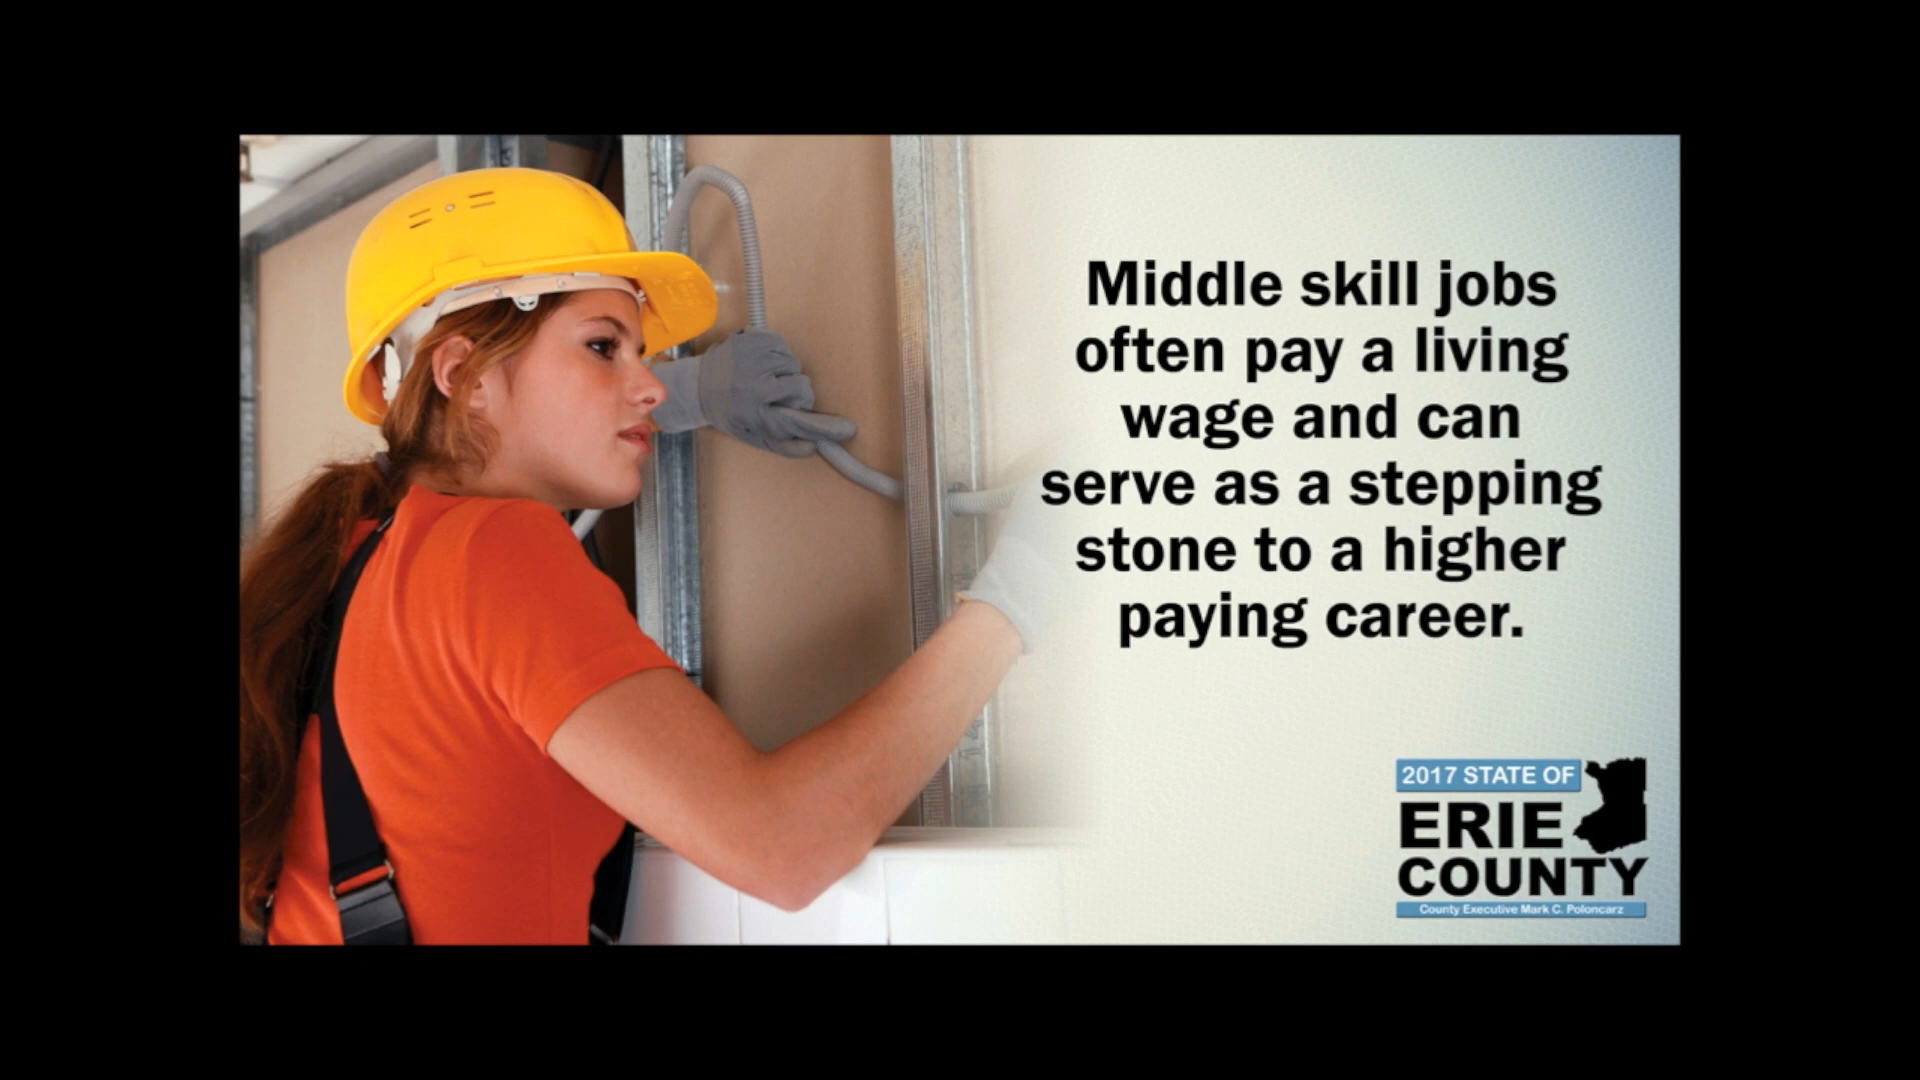 Middle skill jobs
often pay a living
wage and can
serve as a stepping
stone to a higher
paying career.
2017 STATE OF
ERIE
COUNTY
County Executive Mark C. Poloncarz